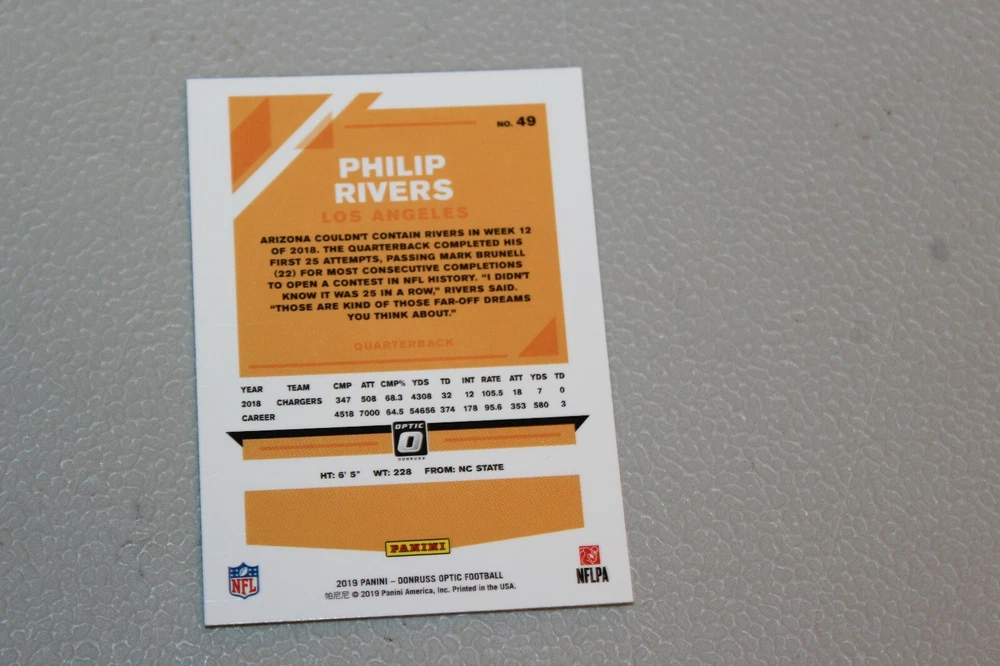 NO. 49
PHILIP
RIVERS
LOS ANGELES
ARIZONA COULDN'T CONTAIN RIVERS IN WEEK 12
OF 2018. THE QUARTERBACK COMPLETED HIS
FIRST 25 ATTEMPTS, PASSING MARK BRUNELL
(22) FOR MOST CONSECUTIVE COMPLETIONS
TO OPEN A CONTEST IN NFL HISTORY. "I DIDN'T
KNOW IT WAS 25 IN A ROW," RIVERS SAID.
"THOSE ARE KIND OF THOSE FAR-OFF DREAMS
YOU THINK ABOUT."
QUARTERBACK
YEAR TEAM CMP ATT CMP% YDS TD INT RATE ATT YDS TD
2018 CHARGERS 347 508 68.3 4308 32 12 105.5 18 7 0
CAREER 4518 7000 64.5 54656 374 178 95.6 353 580 3
OPTIC
O
DONRUSS
HT: 6' 5" WT: 228 FROM: NC STATE
PANINI
NFL
NFLPA
2019 PANINI – DONRUSS OPTIC FOOTBALL
帕尼尼 © 2019 Panini America, Inc. Printed in the USA.